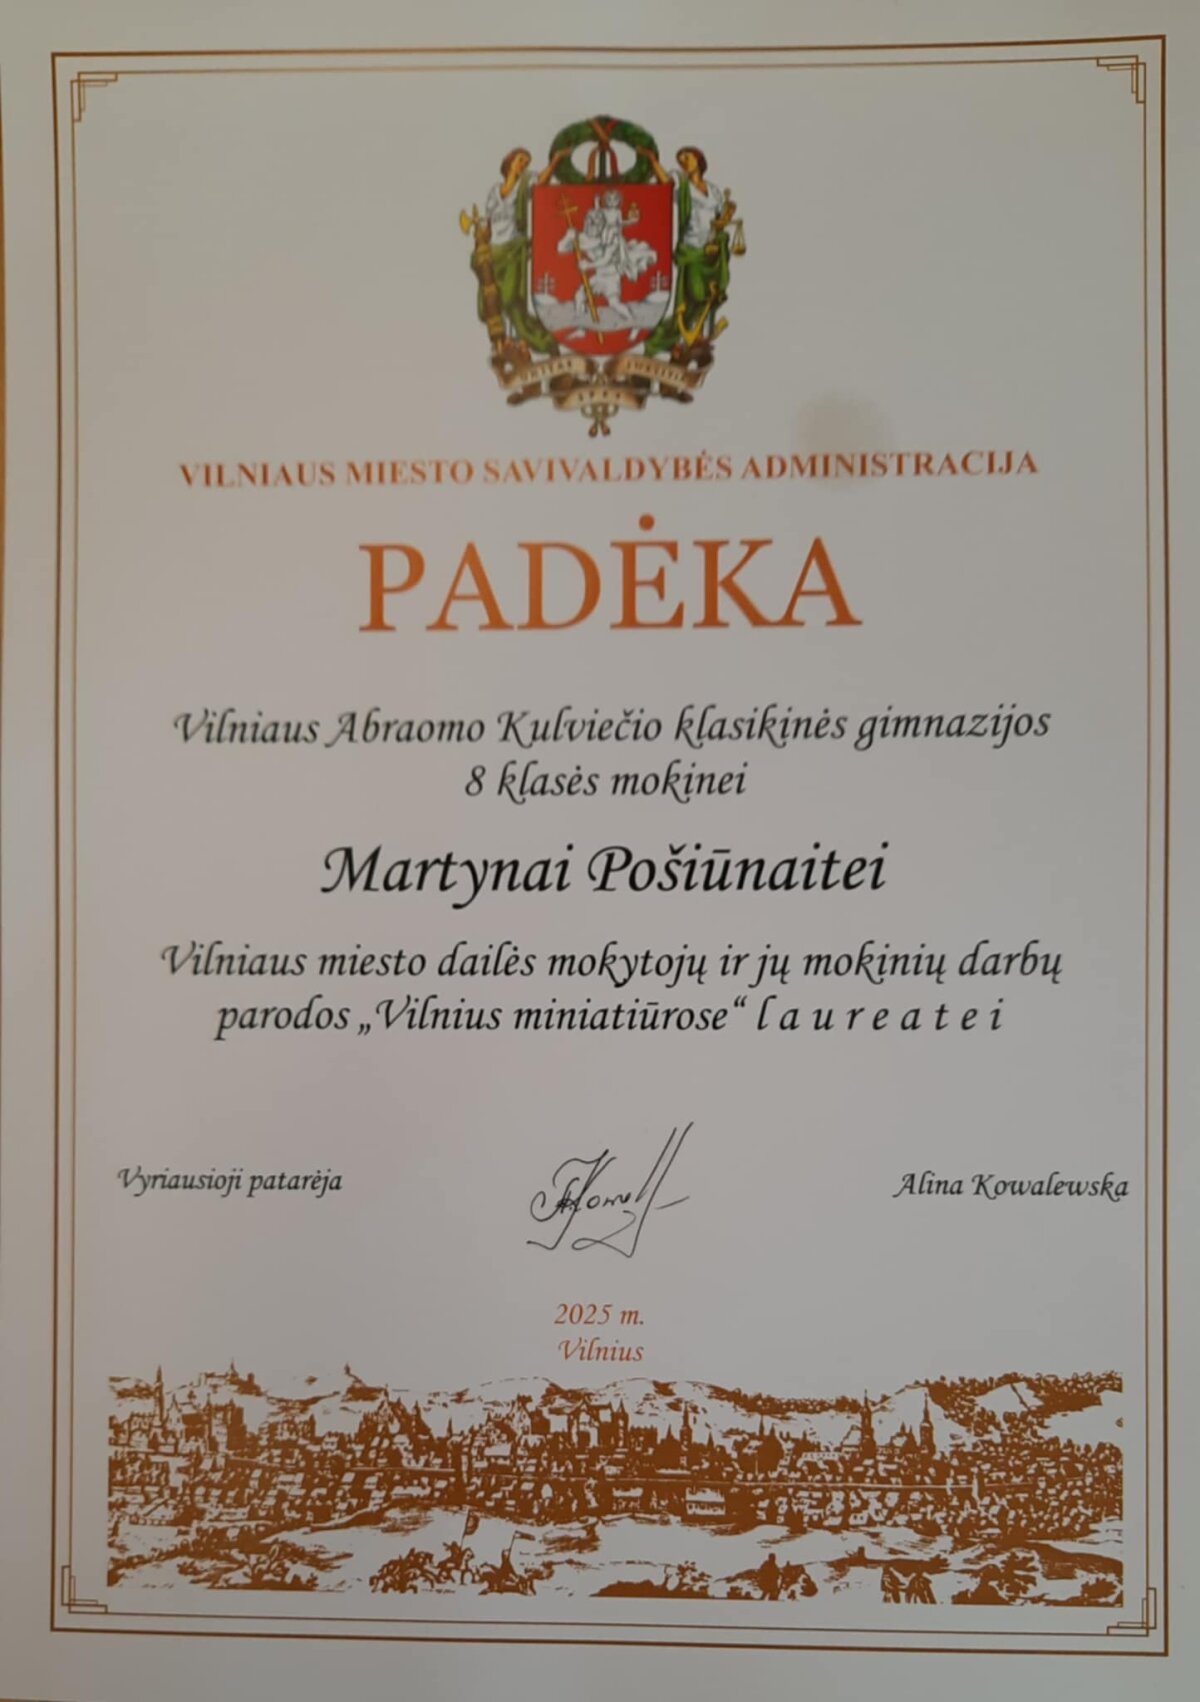 VILNIAUS MIESTO SAVIVALDYBĖS ADMINISTRACIJA
PADĖKA
Vilniaus Abraomo Kulviečio klasikinės gimnazijos
8 klasės mokinei
Martynai Pošiūnaitei
Vilniaus miesto dailės mokytojų ir jų mokinių darbų
parodos „Vilnius miniatiūrose“ l a u r e a t e i
Vyriausioji patarėja
Alina Kowalewska
2025 m.
Vilnius